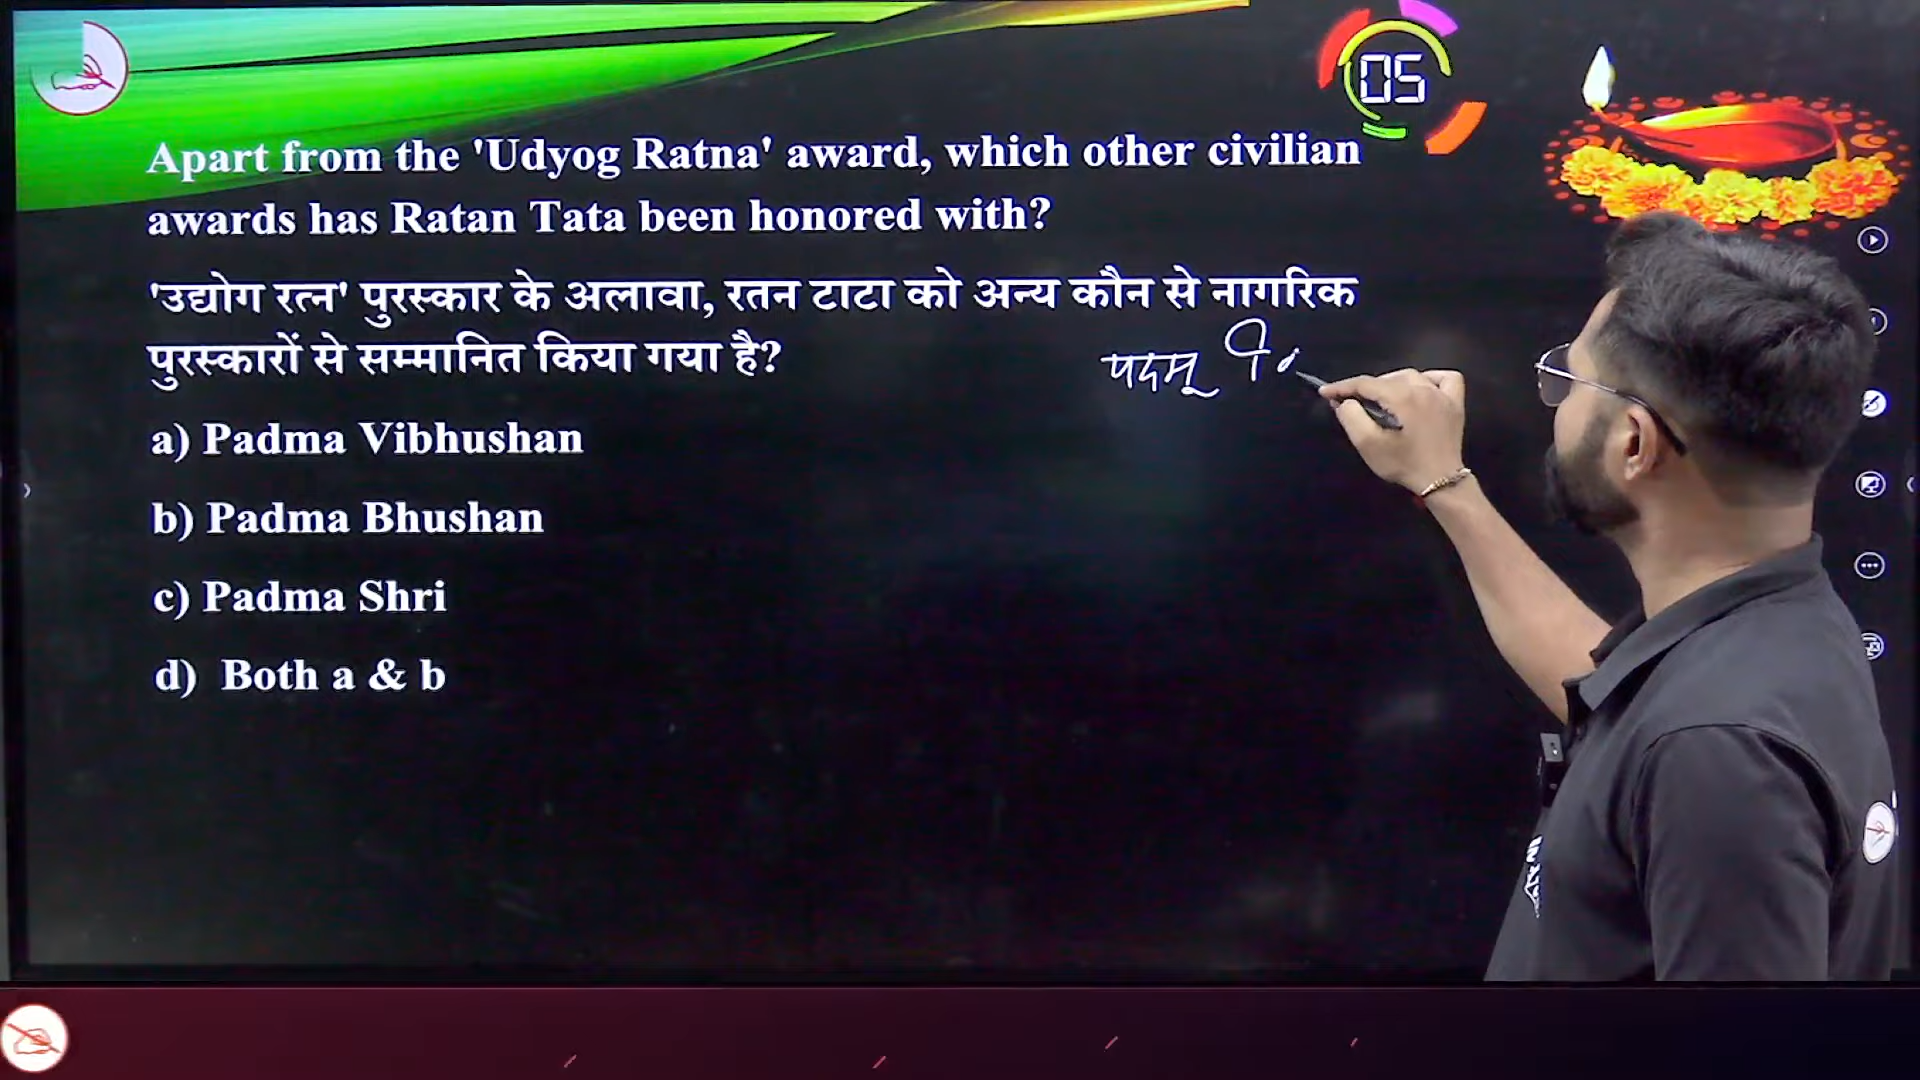 05
Apart from the 'Udyog Ratna' award, which other civilian
awards has Ratan Tata been honored with?
'उद्योग रत्न' पुरस्कार के अलावा, रतन टाटा को अन्य कौन से नागरिक
पुरस्कारों से सम्मानित किया गया है?
पदम्
a) Padma Vibhushan
b) Padma Bhushan
c) Padma Shri
d) Both a & b